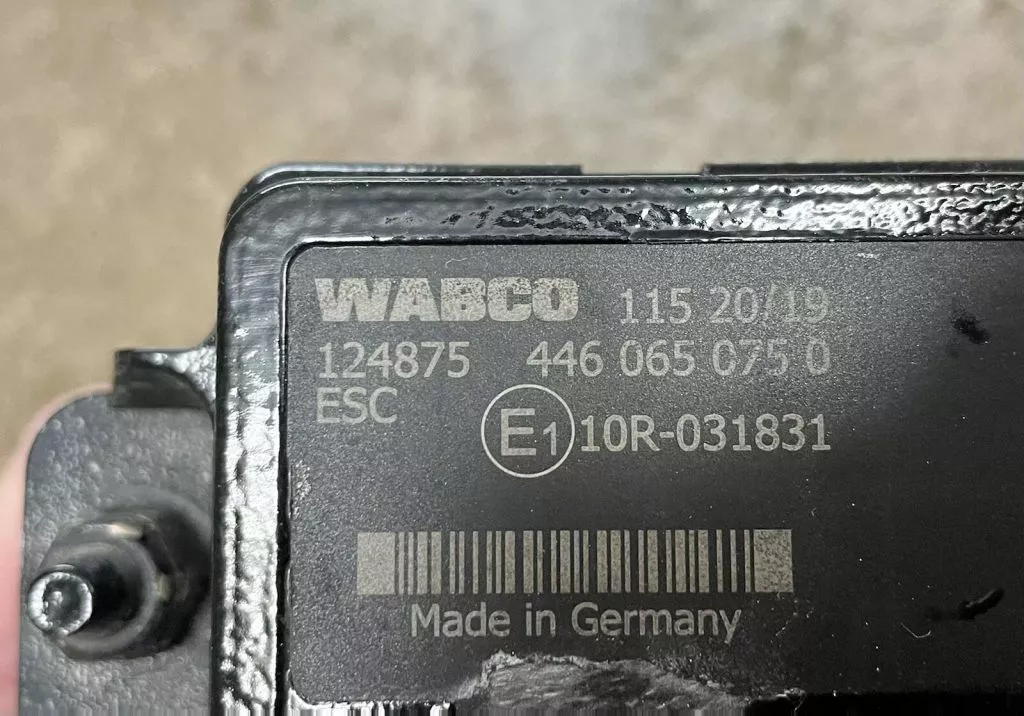 WABCO 115 20/19
124875 446 065 075 0
ESC
E1 10R-031831
Made in Germany